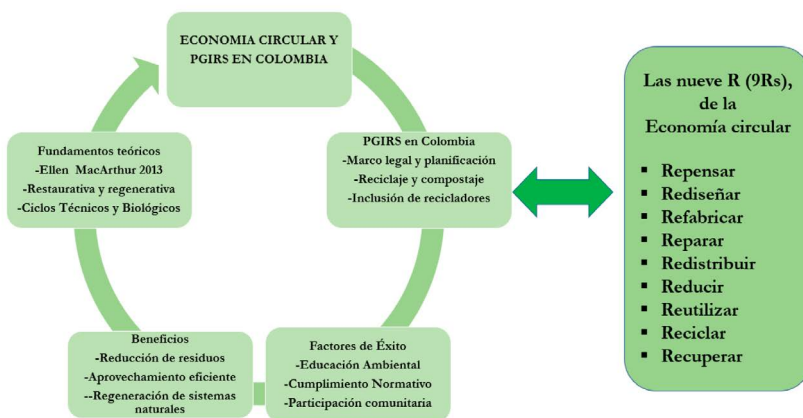 ECONOMIA CIRCULAR Y
PGIRS EN COLOMBIA
PGIRS en Colombia
-Marco legal y planificación
-Reciclaje y compostaje
-Inclusión de recicladores
Factores de Éxito
-Educación Ambiental
-Cumplimiento Normativo
-Participación comunitaria
Beneficios
-Reducción de residuos
-Aprovechamiento eficiente
--Regeneración de sistemas
naturales
Fundamentos teóricos
-Ellen MacArthur 2013
-Restaurativa y regenerativa
-Ciclos Técnicos y Biológicos
Las nueve R (9Rs),
de la
Economía circular
▪ Repensar
▪ Rediseñar
▪ Refabricar
▪ Reparar
▪ Redistribuir
▪ Reducir
▪ Reutilizar
▪ Reciclar
▪ Recuperar